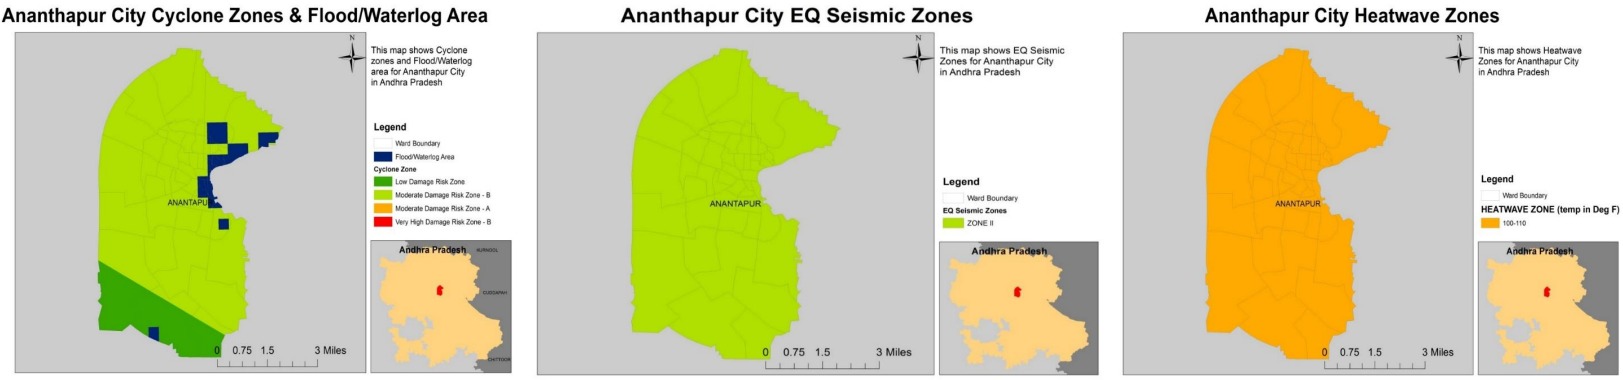 Ananthapur City Cyclone Zones & Flood/Waterlog Area
N
This map shows Cyclone
zones and Flood/Waterlog
area for Ananthapur City
in Andhra Pradesh
Legend
Ward Boundary
Flood/Waterlog Area
Cyclone Zone
Low Damage Risk Zone
Moderate Damage Risk Zone - B
Moderate Damage Risk Zone - A
Very High Damage Risk Zone - B
ANANTAPU
Andhra Pradesh
KURNOOL
CUDDAPAH
CHITTOOR
0 0.75 1.5 3 Miles
Ananthapur City EQ Seismic Zones
N
This map shows EQ Seismic
Zones for Ananthapur City
in Andhra Pradesh
Legend
Ward Boundary
EQ Seismic Zones
ZONE II
ANANTAPUR
Andhra Pradesh
0 0.75 1.5 3 Miles
Ananthapur City Heatwave Zones
N
This map shows Heatwave
Zones for Ananthapur City
in Andhra Pradesh
Legend
Ward Boundary
HEATWAVE ZONE (temp in Deg F)
100-110
ANANTAPUR
Andhra Pradesh
0 0.75 1.5 3 Miles